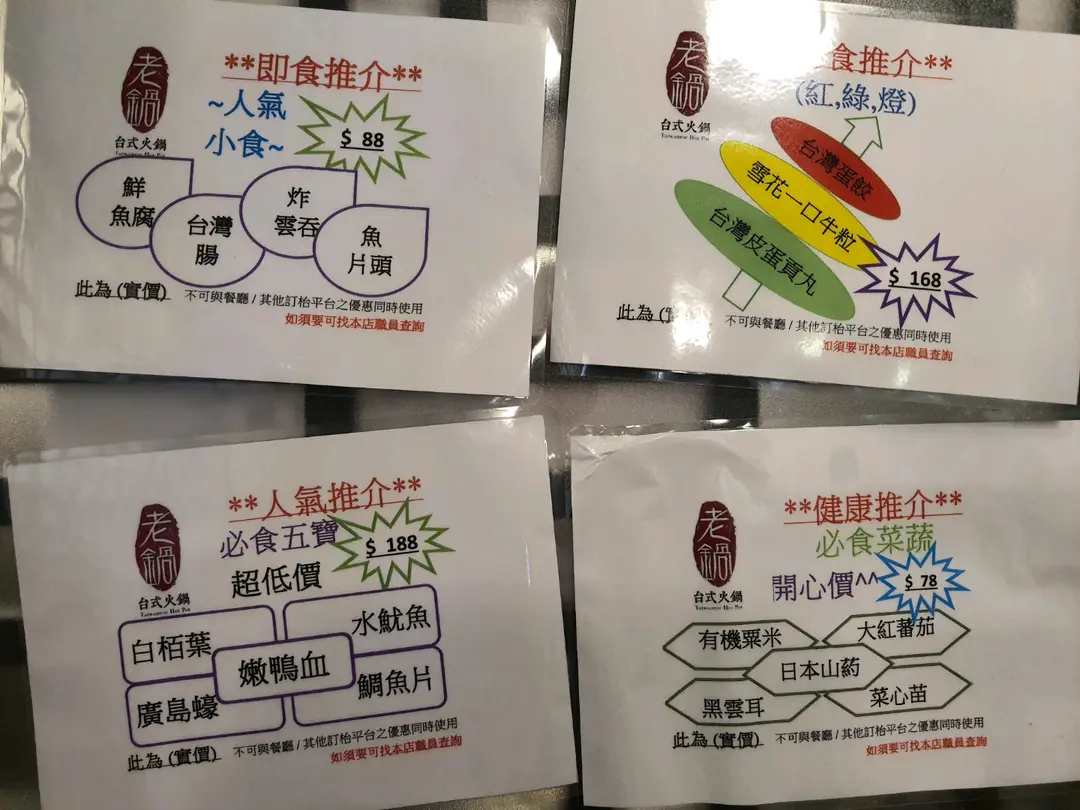 老鍋
台式火鍋
Taiwanese Hot Pot
**即食推介**
~人氣
小食~
$ 88
鮮
魚腐
台灣
腸
炸
雲吞
魚
片頭
此為 (實價)
不可與餐廳 / 其他訂枱平台之優惠同時使用
如須要可找本店職員查詢
老鍋
台式火鍋
Taiwanese Hot Pot
食推介**
(紅,綠,燈)
台灣蛋餃
雪花一口牛粒
台灣皮蛋貢丸
$ 168
此為
不可與餐廳 / 其他訂枱平台之優惠同時使用
如須要可找本店職員查詢
老鍋
台式火鍋
Taiwanese Hot Pot
**人氣推介**
必食五寶
超低價
$ 188
白栢葉
水魷魚
嫩鴨血
廣島蠔
鯛魚片
此為 (實價)
不可與餐廳 / 其他訂枱平台之優惠同時使用
如須要可找本店職員查詢
老鍋
台式火鍋
Taiwanese Hot Pot
**健康推介**
必食菜蔬
開心價^^
$ 78
有機粟米
大紅蕃茄
日本山药
黑雲耳
菜心苗
此為 (實價)
不可與餐廳 / 其他訂枱平台之優惠同時使用
如須要可找本店職員查詢